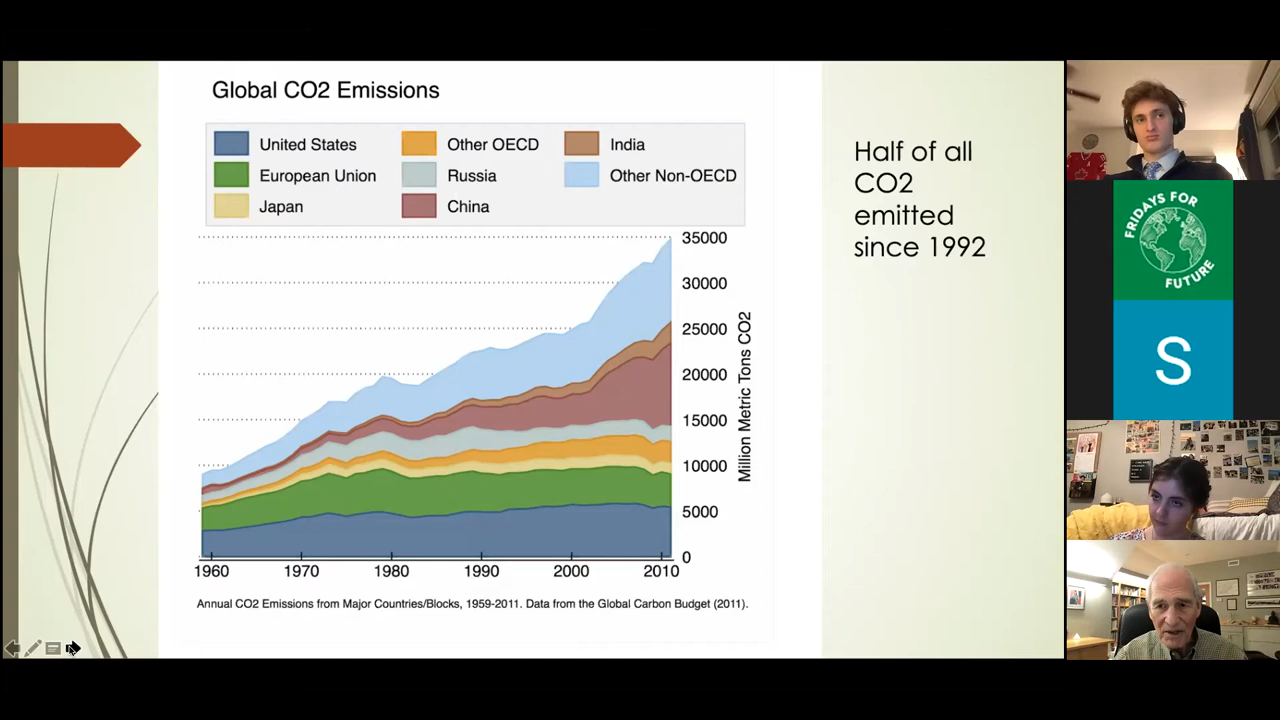 Global CO2 Emissions
United States
Other OECD
India
European Union
Russia
Other Non-OECD
Japan
China
35000
30000
25000
20000
15000
10000
5000
0
Million Metric Tons CO2
1960 1970 1980 1990 2000 2010
Annual CO2 Emissions from Major Countries/Blocks, 1959-2011. Data from the Global Carbon Budget (2011).
Half of all
CO2
emitted
since 1992
FRIDAYS FOR
FUTURE
S